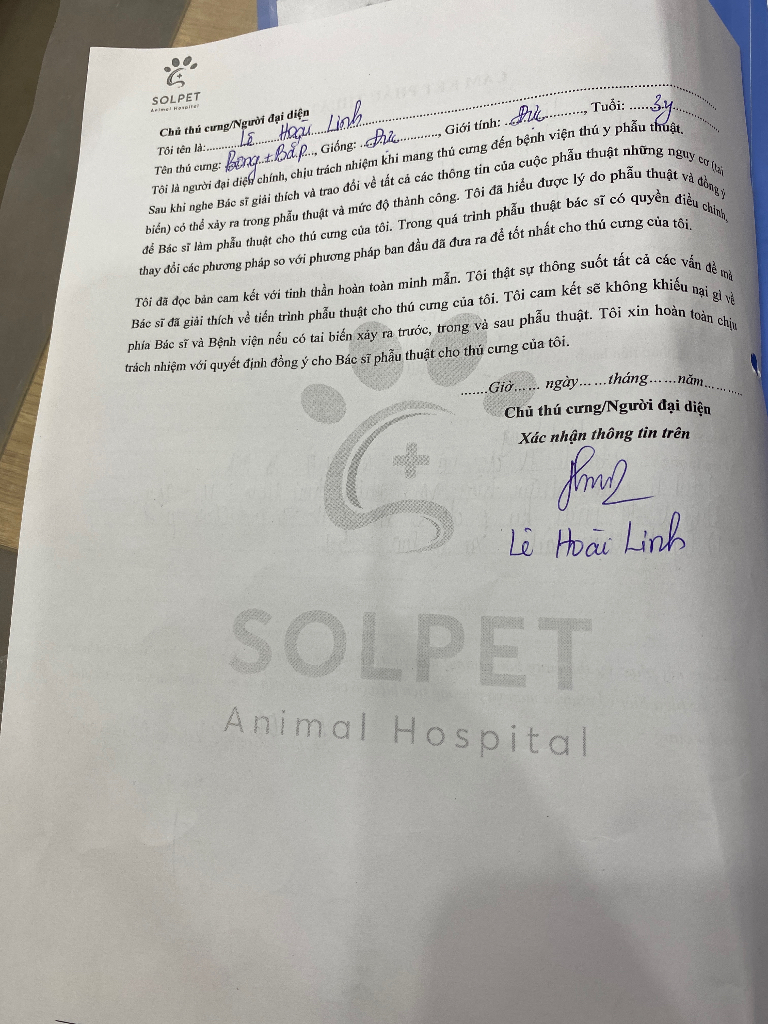 SOLPET
Animal Hospital
Chủ thú cưng/Người đại diện
Tôi tên là:.......Lê Hoài Linh.......
Tên thú cưng: Bông + Bắp..., Giống: ..Đực..........., Giới tính: ..Đực..........., Tuổi: ......3y.......
Tôi là người đại diện chính, chịu trách nhiệm khi mang thú cưng đến bệnh viện thú y phẫu thuật.
Sau khi nghe Bác sĩ giải thích và trao đổi về tất cả các thông tin của cuộc phẫu thuật những nguy cơ (tai
biến) có thể xảy ra trong phẫu thuật và mức độ thành công. Tôi đã hiểu được lý do phẫu thuật và đồng ý
để Bác sĩ làm phẫu thuật cho thú cưng của tôi. Trong quá trình phẫu thuật bác sĩ có quyền điều chỉnh,
thay đổi các phương pháp so với phương pháp ban đầu đã đưa ra để tốt nhất cho thú cưng của tôi.
Tôi đã đọc bản cam kết với tinh thần hoàn toàn minh mẫn. Tôi thật sự thông suốt tất cả các vấn đề mà
Bác sĩ đã giải thích về tiến trình phẫu thuật cho thú cưng của tôi. Tôi cam kết sẽ không khiếu nại gì về
phía Bác sĩ và Bệnh viện nếu có tai biến xảy ra trước, trong và sau phẫu thuật. Tôi xin hoàn toàn chịu
trách nhiệm với quyết định đồng ý cho Bác sĩ phẫu thuật cho thú cưng của tôi.
.......Giờ...... ngày......tháng......năm..........
Chủ thú cưng/Người đại diện
Xác nhận thông tin trên
Lê Hoài Linh
SOLPET
Animal Hospital